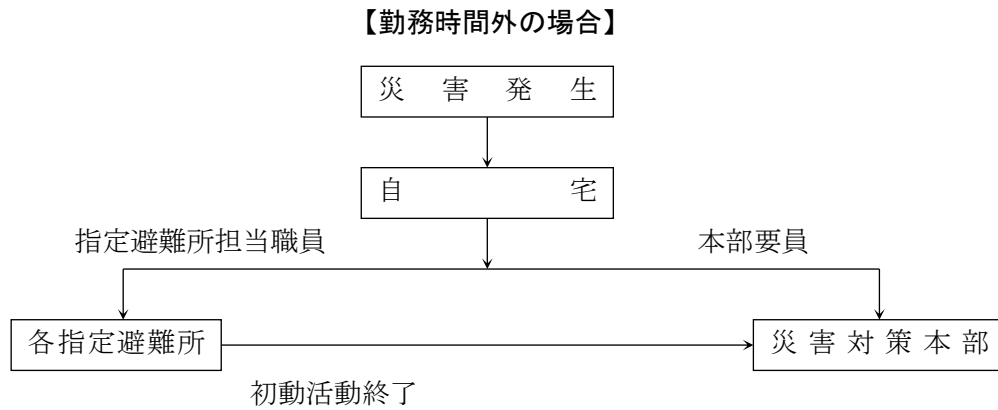 【勤務時間外の場合】
災害発生
自宅
指定避難所担当職員
本部要員
各指定避難所
災害対策本部
初動活動終了